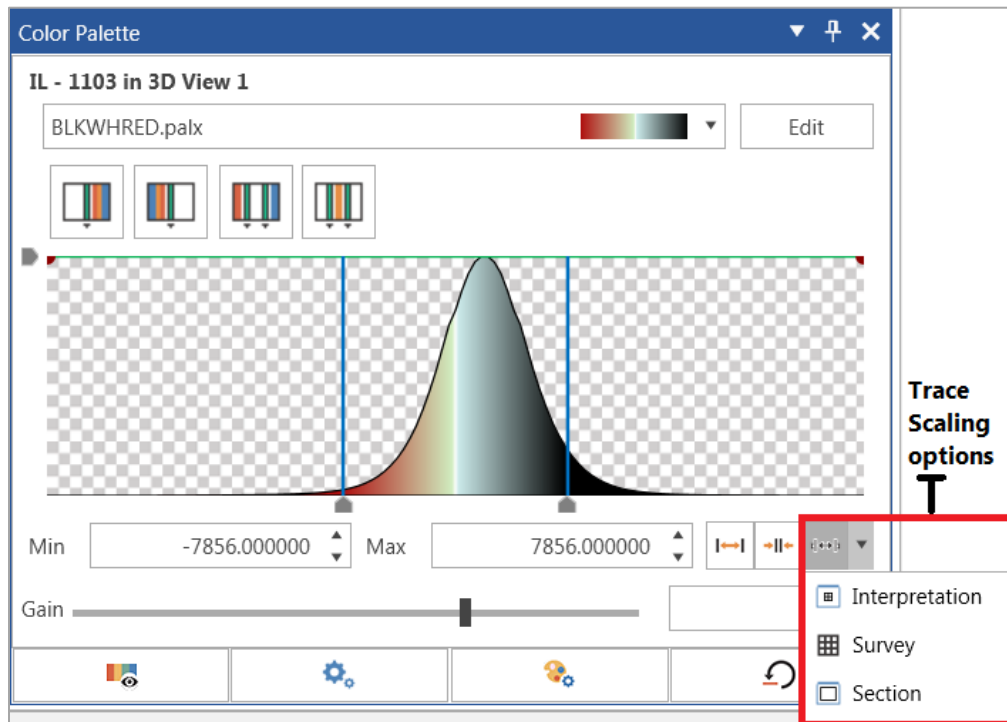 Color Palette
IL - 1103 in 3D View 1
BLKWHRED.palx
Edit
Trace
Scaling
options
Min -7856.000000 Max 7856.000000
Gain
Interpretation
Survey
Section